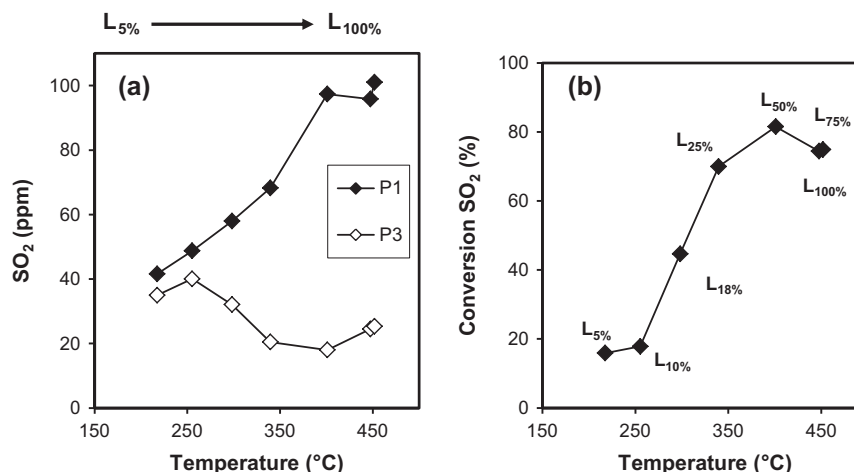 L5% L100%
(a)
SO2 (ppm)
100
80
60
40
20
0
150 250 350 450
Temperature (°C)
P1
P3
(b)
Conversion SO2 (%)
100
80
60
40
20
0
150 250 350 450
Temperature (°C)
L50%
L75%
L25%
L100%
L18%
L5%
L10%